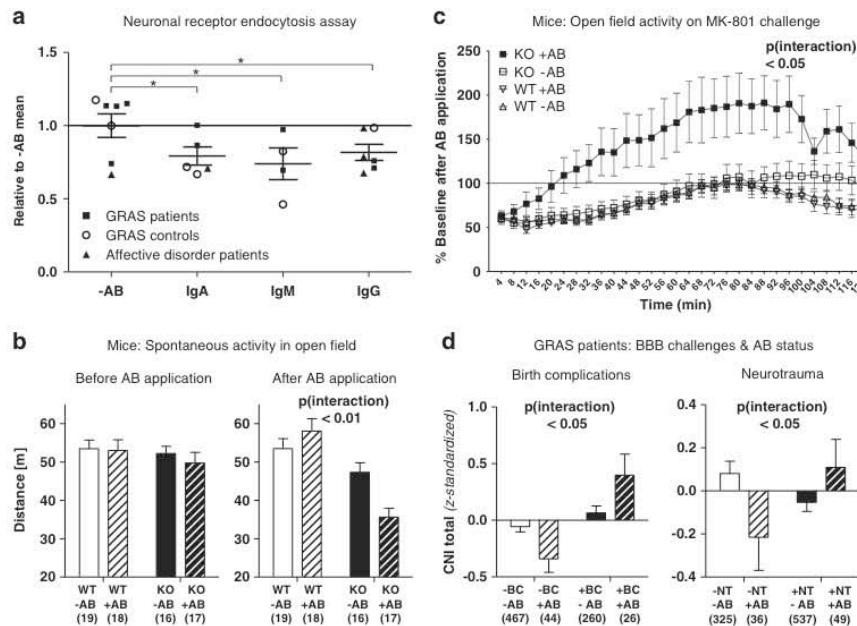 a
Neuronal receptor endocytosis assay
Relative to -AB mean
1.5
1.0
0.5
0.0
*
*
*
GRAS patients
GRAS controls
Affective disorder patients
-AB IgA IgM IgG
c
Mice: Open field activity on MK-801 challenge
% Baseline after AB application
250
200
150
100
50
0
KO +AB
KO -AB
WT +AB
WT -AB
p(interaction)
< 0.05
4 8 12 16 20 24 28 32 36 40 44 48 52 56 60 64 68 72 76 80 84 88 92 96 100 104 108 112 116
Time (min)
b
Mice: Spontaneous activity in open field
Before AB application
After AB application
p(interaction)
< 0.01
Distance [m]
60
50
40
30
20
60
50
40
30
20
WT WT KO KO
-AB +AB -AB +AB
(19) (18) (16) (17)
WT WT KO KO
-AB +AB -AB +AB
(19) (18) (16) (17)
d
GRAS patients: BBB challenges & AB status
Birth complications
Neurotrauma
p(interaction)
< 0.05
p(interaction)
< 0.05
CNI total (z-standardized)
1.0
0.5
0.0
-0.5
0.4
0.2
0.0
-0.2
-0.4
-BC -BC +BC +BC
-AB +AB - AB +AB
(467) (44) (260) (26)
-NT -NT +NT +NT
-AB +AB - AB +AB
(325) (36) (537) (49)